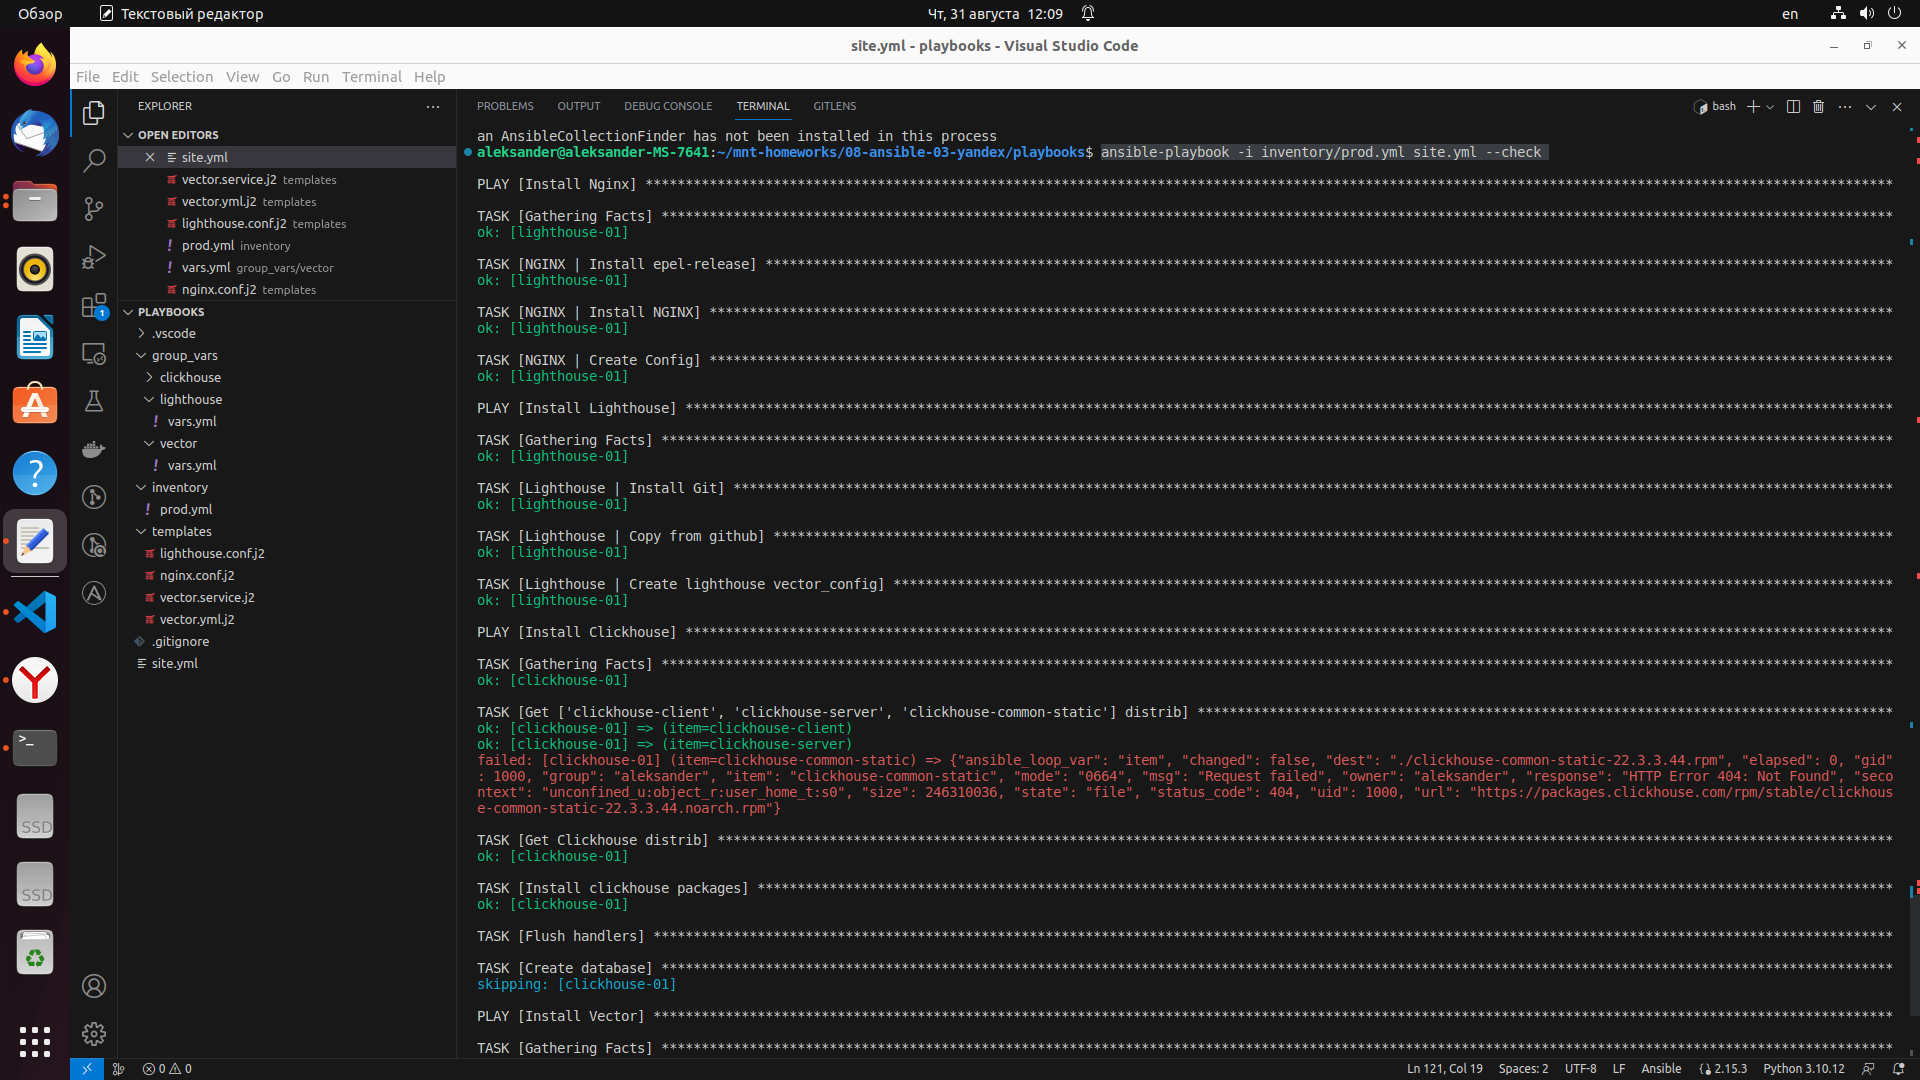 Обзор
Текстовый редактор
Чт, 31 августа 12:09
en
site.yml - playbooks - Visual Studio Code
File Edit Selection View Go Run Terminal Help
EXPLORER
OPEN EDITORS
site.yml
vector.service.j2 templates
vector.yml.j2 templates
lighthouse.conf.j2 templates
prod.yml inventory
vars.yml group_vars/vector
nginx.conf.j2 templates
PLAYBOOKS
.vscode
group_vars
clickhouse
lighthouse
vars.yml
vector
vars.yml
inventory
prod.yml
templates
lighthouse.conf.j2
nginx.conf.j2
vector.service.j2
vector.yml.j2
.gitignore
site.yml
1
SSD
SSD
PROBLEMS OUTPUT DEBUG CONSOLE TERMINAL GITLENS
bash
an AnsibleCollectionFinder has not been installed in this process
aleksander@aleksander-MS-7641:~/mnt-homeworks/08-ansible-03-yandex/playbooks$ ansible-playbook -i inventory/prod.yml site.yml --check
PLAY [Install Nginx] ****
TASK [Gathering Facts] ****
ok: [lighthouse-01]
TASK [NGINX | Install epel-release] ****
ok: [lighthouse-01]
TASK [NGINX | Install NGINX] ****
ok: [lighthouse-01]
TASK [NGINX | Create Config] ****
ok: [lighthouse-01]
PLAY [Install Lighthouse] ****
TASK [Gathering Facts] ****
ok: [lighthouse-01]
TASK [Lighthouse | Install Git] ****
ok: [lighthouse-01]
TASK [Lighthouse | Copy from github] ****
ok: [lighthouse-01]
TASK [Lighthouse | Create lighthouse vector_config] ****
ok: [lighthouse-01]
PLAY [Install Clickhouse] ****
TASK [Gathering Facts] ****
ok: [clickhouse-01]
TASK [Get ['clickhouse-client', 'clickhouse-server', 'clickhouse-common-static'] distrib] ****
ok: [clickhouse-01] => (item=clickhouse-client)
ok: [clickhouse-01] => (item=clickhouse-server)
failed: [clickhouse-01] (item=clickhouse-common-static) => {"ansible_loop_var": "item", "changed": false, "dest": "./clickhouse-common-static-22.3.3.44.rpm", "elapsed": 0, "gid"
: 1000, "group": "aleksander", "item": "clickhouse-common-static", "mode": "0664", "msg": "Request failed", "owner": "aleksander", "response": "HTTP Error 404: Not Found", "seco
ntext": "unconfined_u:object_r:user_home_t:s0", "size": 246310036, "state": "file", "status_code": 404, "uid": 1000, "url": "https://packages.clickhouse.com/rpm/stable/clickhous
e-common-static-22.3.3.44.noarch.rpm"}
TASK [Get Clickhouse distrib] ****
ok: [clickhouse-01]
TASK [Install clickhouse packages] ****
ok: [clickhouse-01]
TASK [Flush handlers] ****
TASK [Create database] ****
skipping: [clickhouse-01]
PLAY [Install Vector] ****
TASK [Gathering Facts] ****
0 0
Ln 121, Col 19 Spaces: 2 UTF-8 LF Ansible 2.15.3 Python 3.10.12